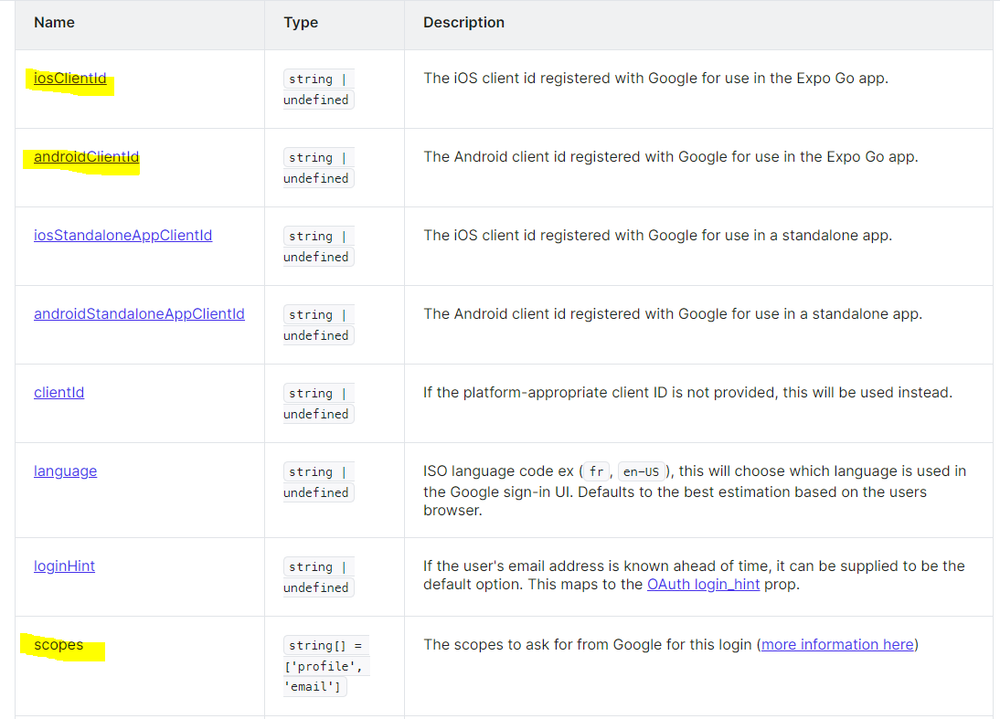 Name Type Description
iosClientId string | The iOS client id registered with Google for use in the Expo Go app.
undefined
androidClientId string | The Android client id registered with Google for use in the Expo Go app.
undefined
iosStandaloneAppClientId string | The iOS client id registered with Google for use in a standalone app.
undefined
androidStandaloneAppClientId string | The Android client id registered with Google for use in a standalone app.
undefined
clientId string | If the platform-appropriate client ID is not provided, this will be used instead.
undefined
language string | ISO language code ex ( fr , en-US ), this will choose which language is used in
undefined the Google sign-in UI. Defaults to the best estimation based on the users
browser.
loginHint string | If the user's email address is known ahead of time, it can be supplied to be the
undefined default option. This maps to the OAuth login_hint prop.
scopes string[] = The scopes to ask for from Google for this login (more information here)
['profile',
'email']